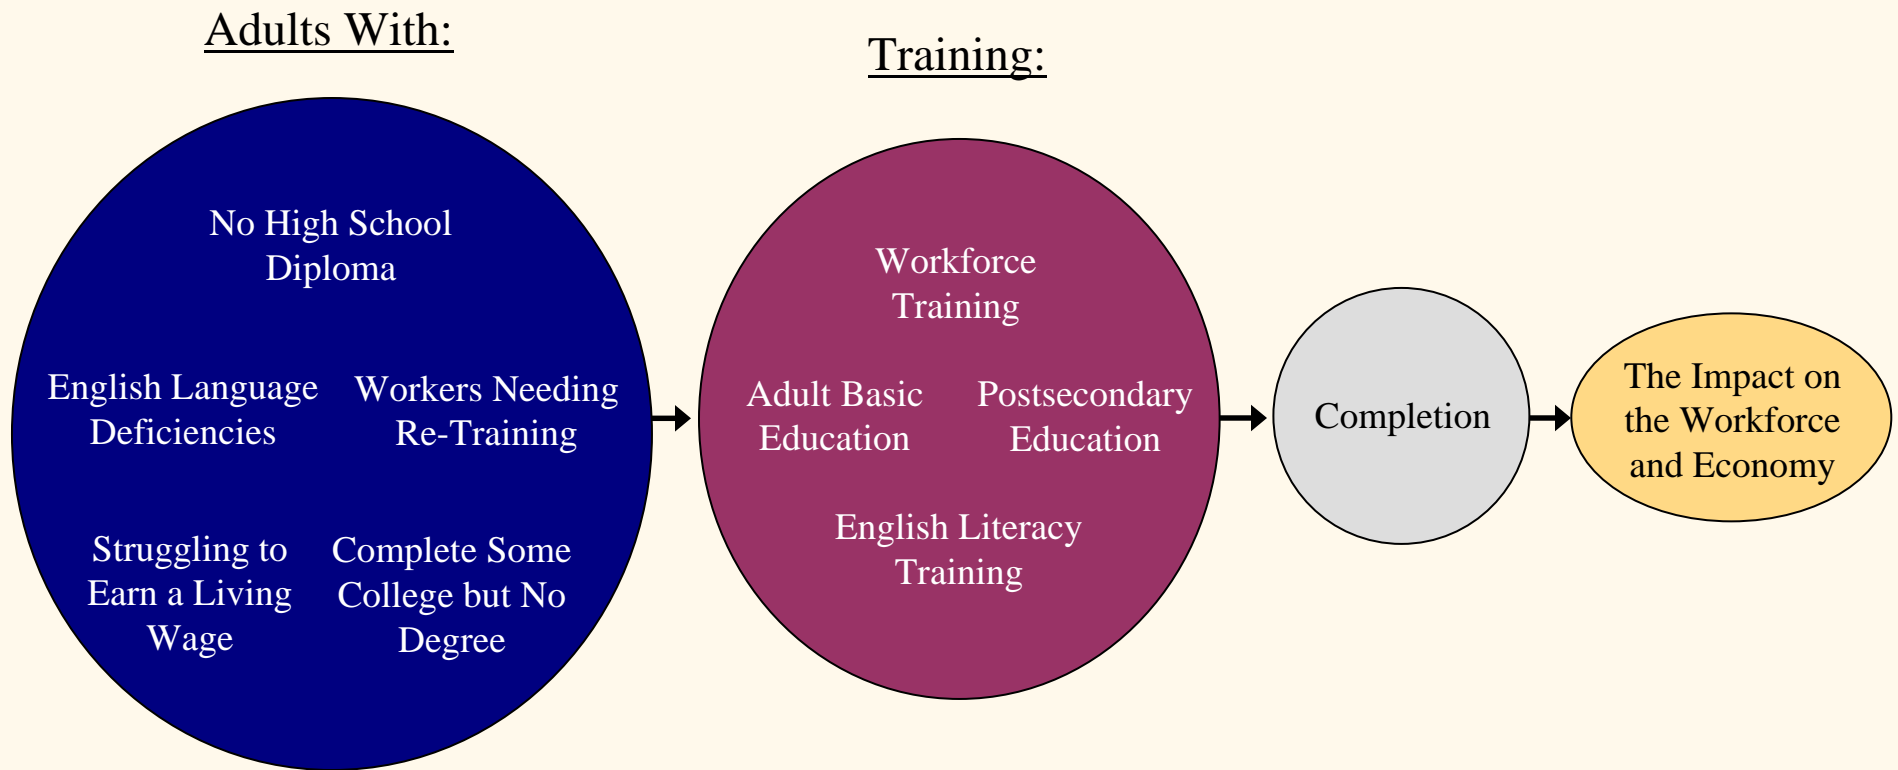 Adults With:
No High School
Diploma
English Language
Deficiencies
Workers Needing
Re-Training
Struggling to
Earn a Living
Wage
Complete Some
College but No
Degree
Training:
Workforce
Training
Adult Basic
Education
Postsecondary
Education
English Literacy
Training
Completion
The Impact on
the Workforce
and Economy